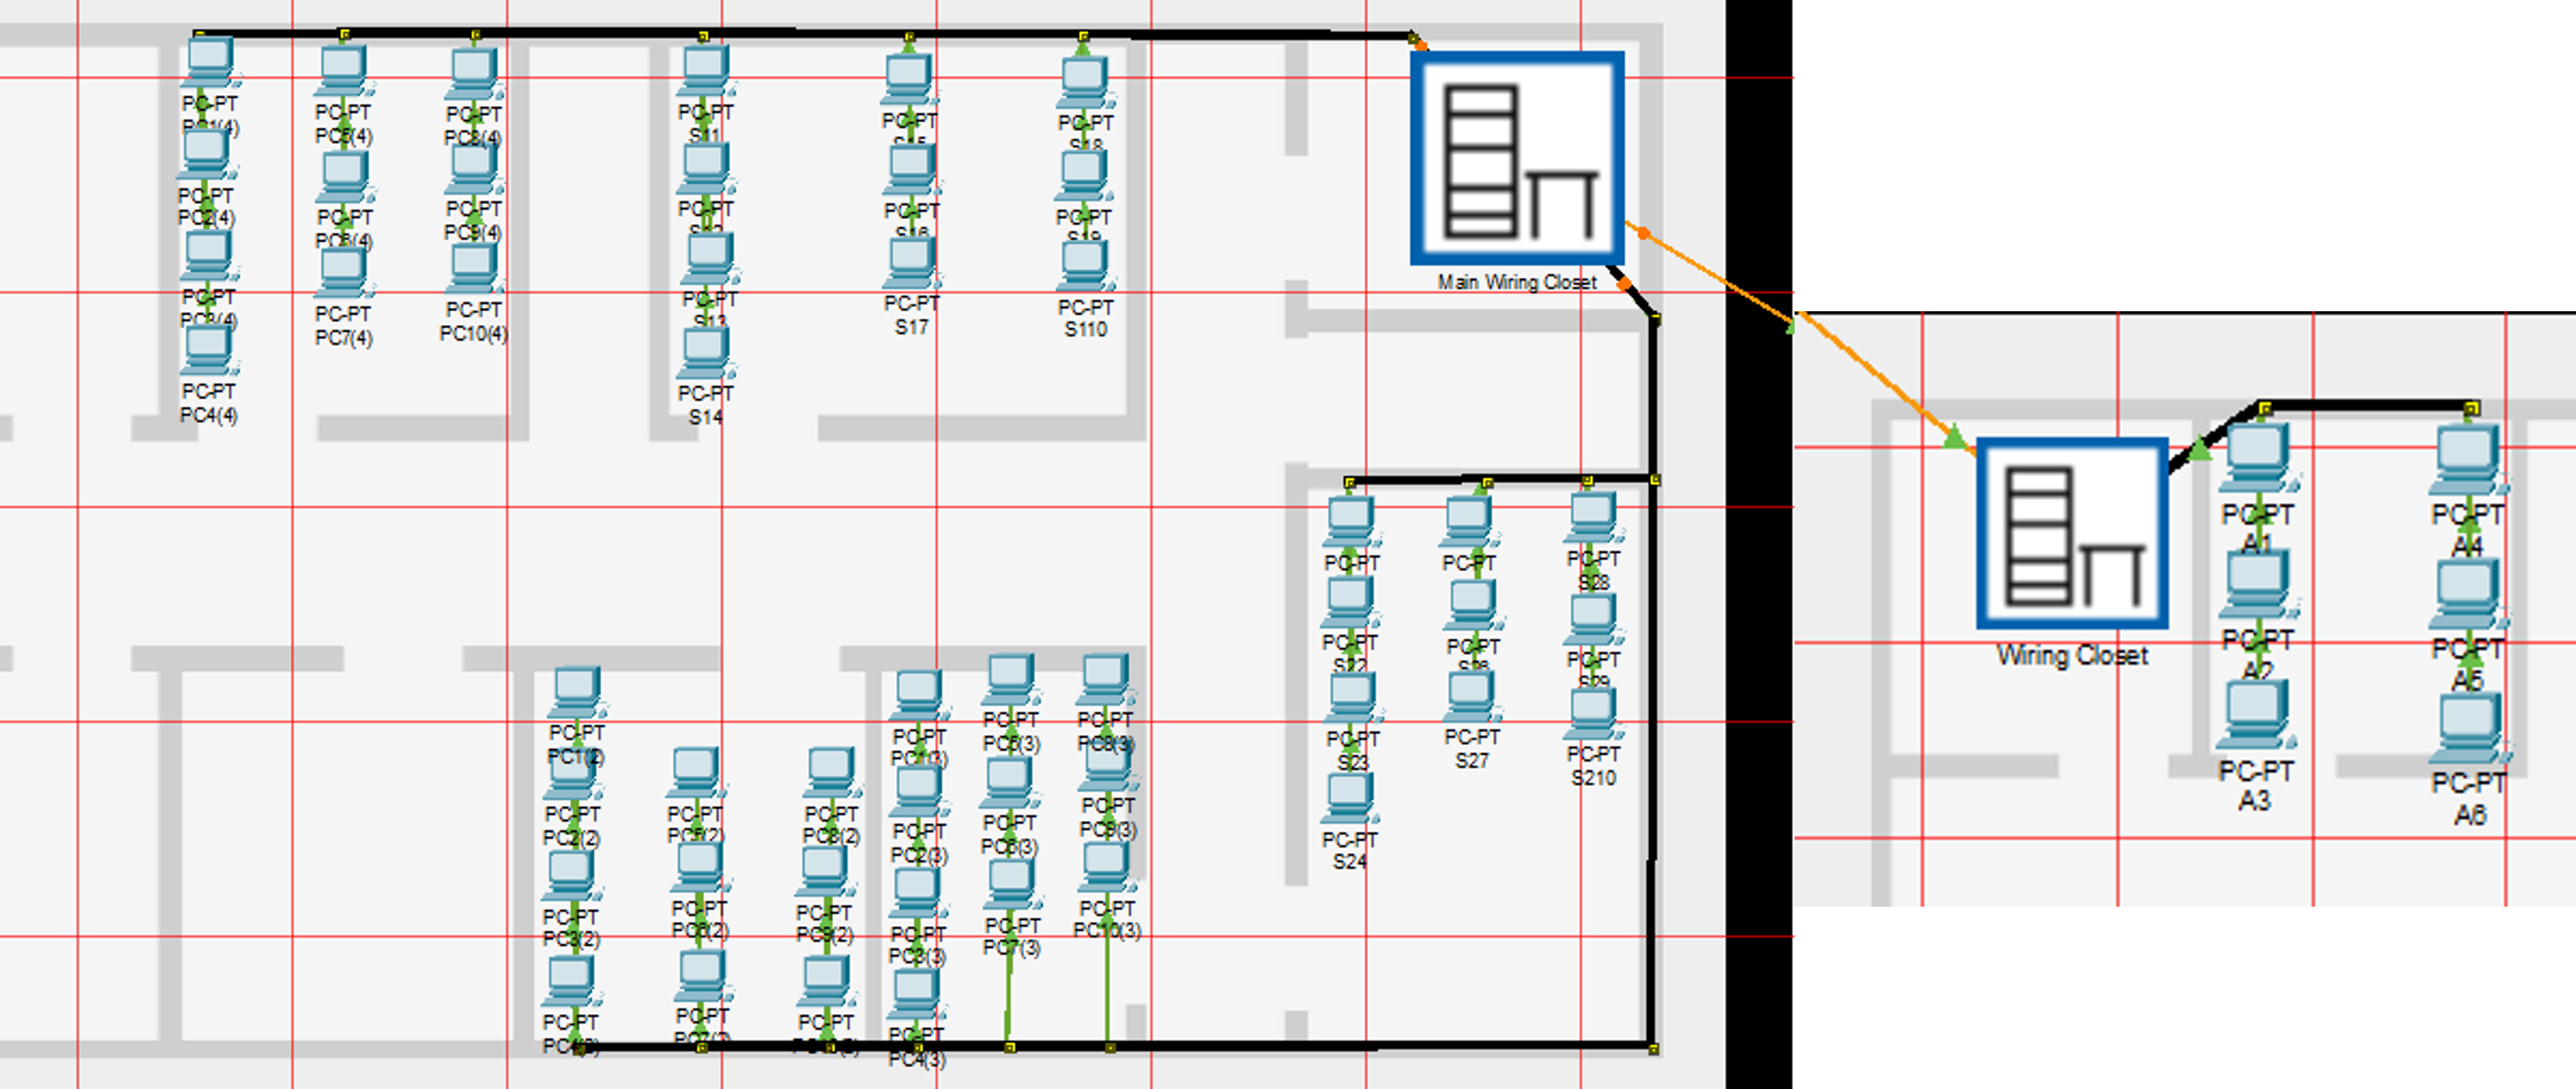 PC-PT
PC1(4)
PC-PT
PC2(4)
PC-PT
PC3(4)
PC-PT
PC4(4)
PC-PT
PC5(4)
PC-PT
PC6(4)
PC-PT
PC7(4)
PC-PT
PC8(4)
PC-PT
PC9(4)
PC-PT
PC10(4)
PC-PT
S11
PC-PT
S12
PC-PT
S13
PC-PT
S14
PC-PT
PC-PT
S16
PC-PT
S17
PC-PT
S18
PC-PT
S19
PC-PT
S110
Main Wiring Closet
PC-PT
PC-PT
S22
PC-PT
S23
PC-PT
S24
PC-PT
PC-PT
S26
PC-PT
S27
PC-PT
S28
PC-PT
S29
PC-PT
S210
PC-PT
PC1(2)
PC-PT
PC2(2)
PC-PT
PC3(2)
PC-PT
PC-PT
PC5(2)
PC-PT
PC6(2)
PC-PT
PC-PT
PC8(2)
PC-PT
PC9(2)
PC-PT
PC-PT
PC1(3)
PC-PT
PC2(3)
PC-PT
PC3(3)
PC-PT
PC4(3)
PC-PT
PC5(3)
PC-PT
PC6(3)
PC-PT
PC7(3)
PC-PT
PC8(3)
PC-PT
PC9(3)
PC-PT
PC10(3)
Wiring Closet
PC-PT
A1
PC-PT
A2
PC-PT
A3
PC-PT
A4
PC-PT
A5
PC-PT
A6